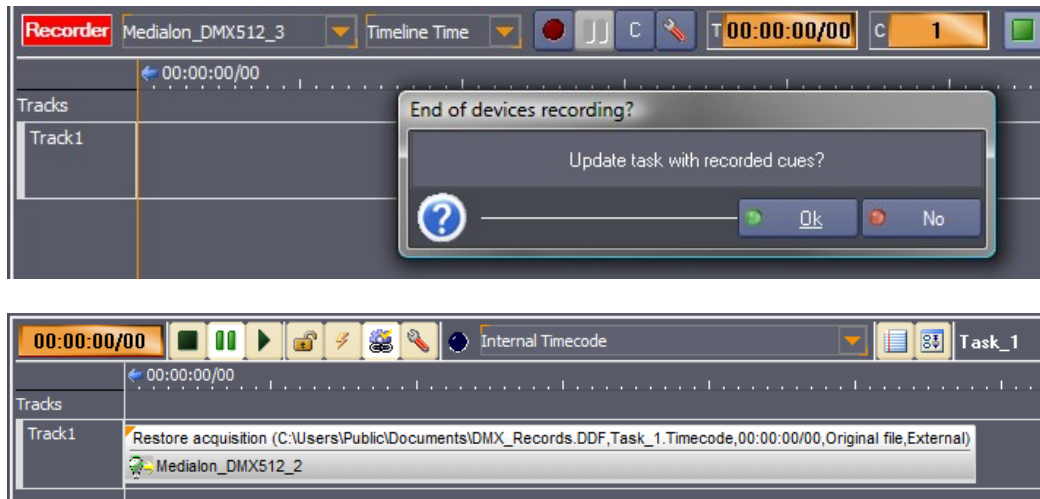 Recorder Medialon_DMX512_3 Timeline Time C T 00:00:00/00 C 1
00:00:00/00
Tracks
Track1
End of devices recording?
Update task with recorded cues?
Ok No
00:00:00/00 Internal Timecode Task_1
00:00:00/00
Tracks
Track1
Restore acquisition (C:\Users\Public\Documents\DMX_Records.DDF,Task_1.Timecode,00:00:00/00,Original file,External)
Medialon_DMX512_2